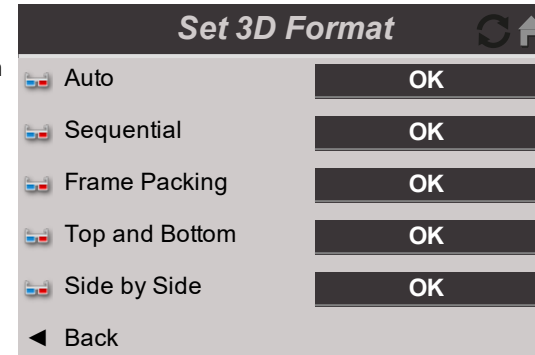 Set 3D Format
Auto OK
Sequential OK
Frame Packing OK
Top and Bottom OK
Side by Side OK
◄ Back